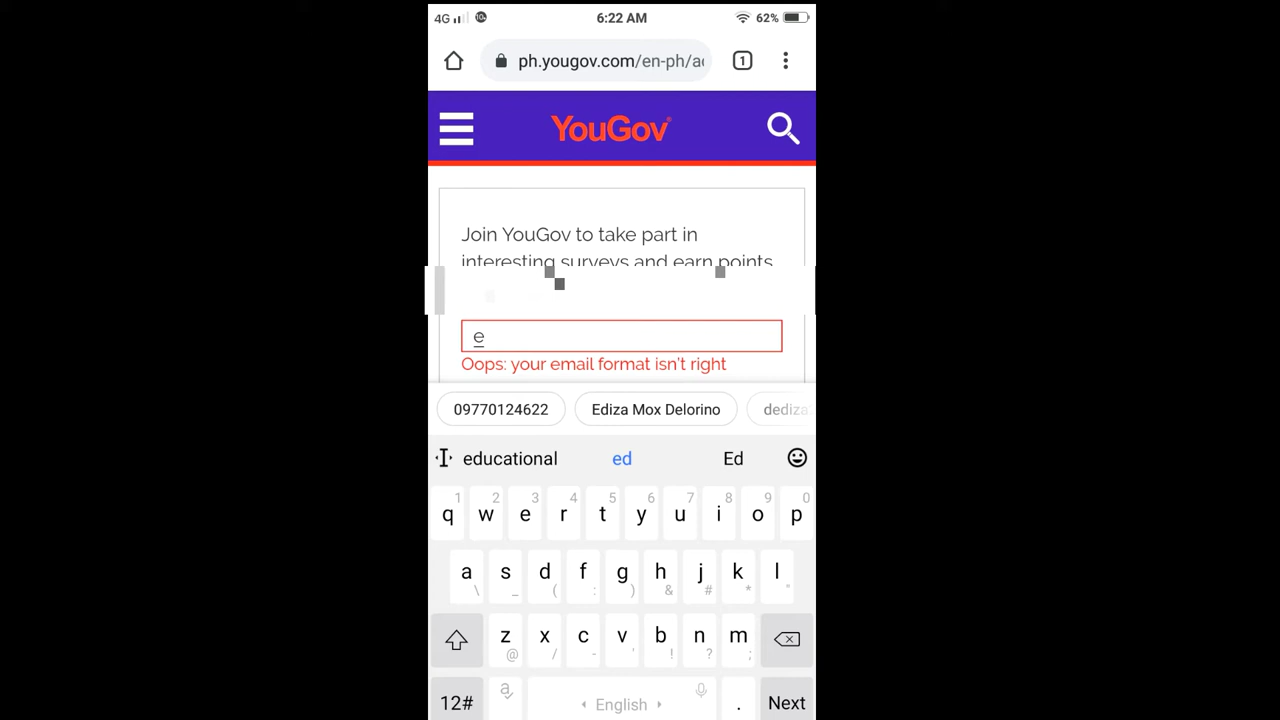 4G 6:22 AM 62%
ph.yougov.com/en-ph/ac 1
YouGov
Join YouGov to take part in
interesting surveys and earn points
e
Oops: your email format isn't right
09770124622 Ediza Mox Delorino dediza
educational ed Ed
1 2 3 4 5 6 7 8 9 0
q w e r t y u i o p
a s d f g h j k l
\ _ ( : ) & # * "
z x c v b n m
@ / - ' ! ? ;
12# a English . Next